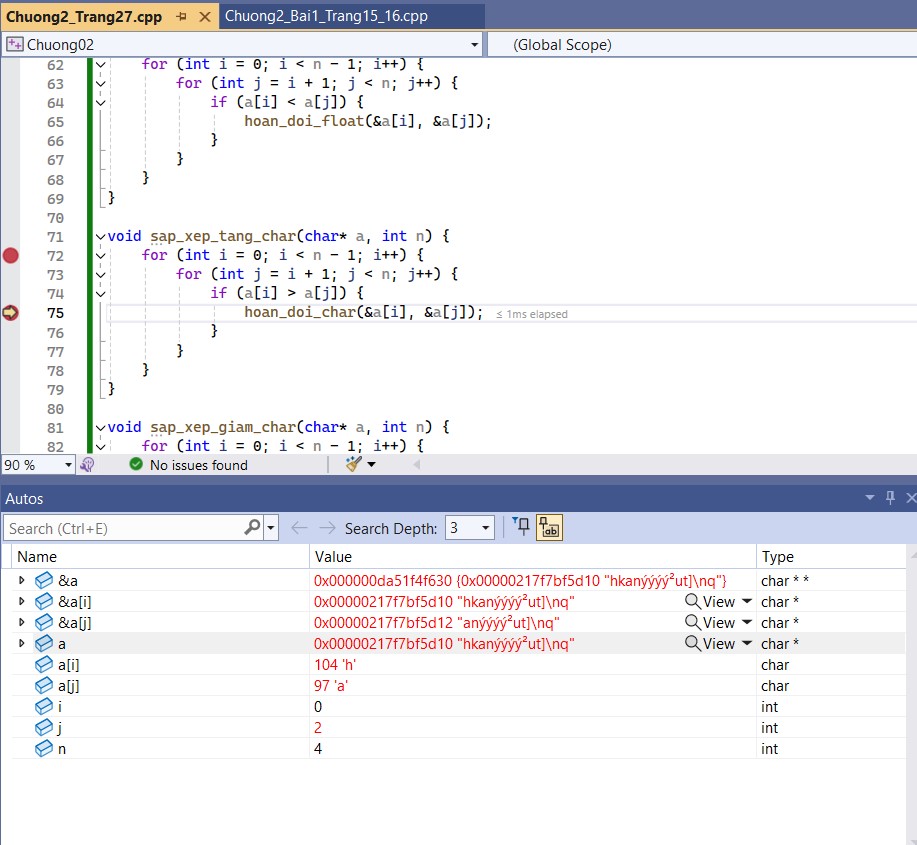 Chuong2_Trang27.cpp Chuong2_Bai1_Trang15_16.cpp
Chuong02 (Global Scope)
62 for (int i = 0; i < n - 1; i++) {
63 for (int j = i + 1; j < n; j++) {
64 if (a[i] < a[j]) {
65 hoan_doi_float(&a[i], &a[j]);
66 }
67 }
68 }
69 }
70
71 void sap_xep_tang_char(char* a, int n) {
72 for (int i = 0; i < n - 1; i++) {
73 for (int j = i + 1; j < n; j++) {
74 if (a[i] > a[j]) {
75 hoan_doi_char(&a[i], &a[j]); ≤ 1ms elapsed
76 }
77 }
78 }
79 }
80
81 void sap_xep_giam_char(char* a, int n) {
82 for (int i = 0; i < n - 1; i++) {
90 % No issues found
Autos
Search (Ctrl+E) Search Depth: 3
Name Value Type
&a 0x000000da51f4f630 {0x00000217f7bf5d10 "hkanýýýý²ut]\nq"} char * *
&a[i] 0x00000217f7bf5d10 "hkanýýýý²ut]\nq" View char *
&a[j] 0x00000217f7bf5d12 "anýýýý²ut]\nq" View char *
a 0x00000217f7bf5d10 "hkanýýýý²ut]\nq" View char *
a[i] 104 'h' char
a[j] 97 'a' char
i 0 int
j 2 int
n 4 int